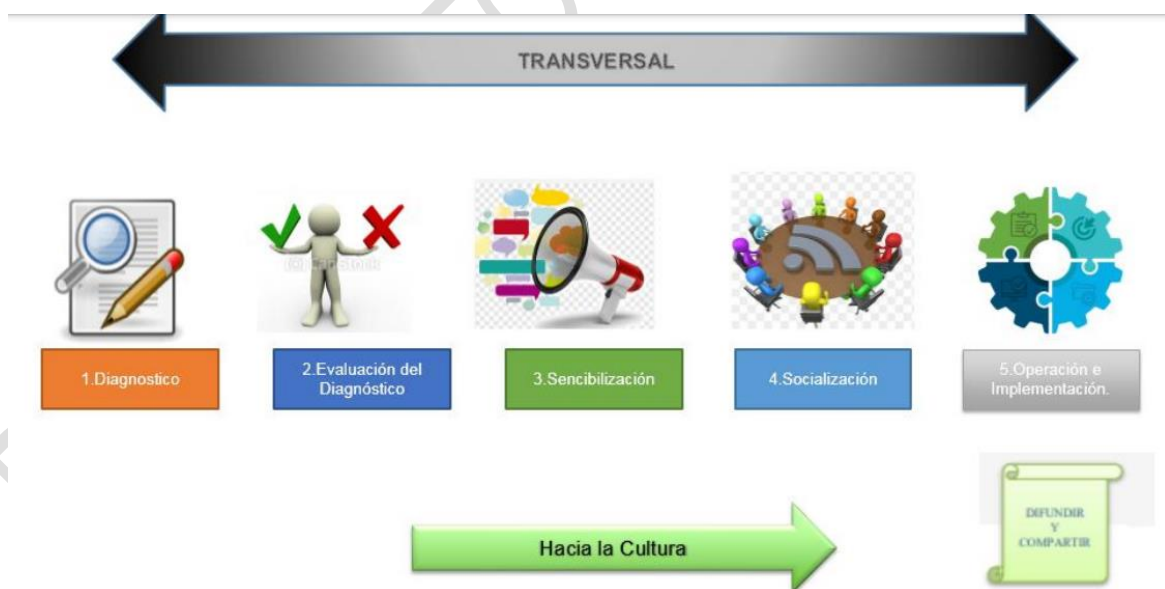 TRANSVERSAL
1.Diagnostico
2.Evaluación del
Diagnóstico
3.Sencibilización
4.Socialización
5.Operación e
Implementación.
Hacia la Cultura
DIFUNDIR
Y
COMPARTIR